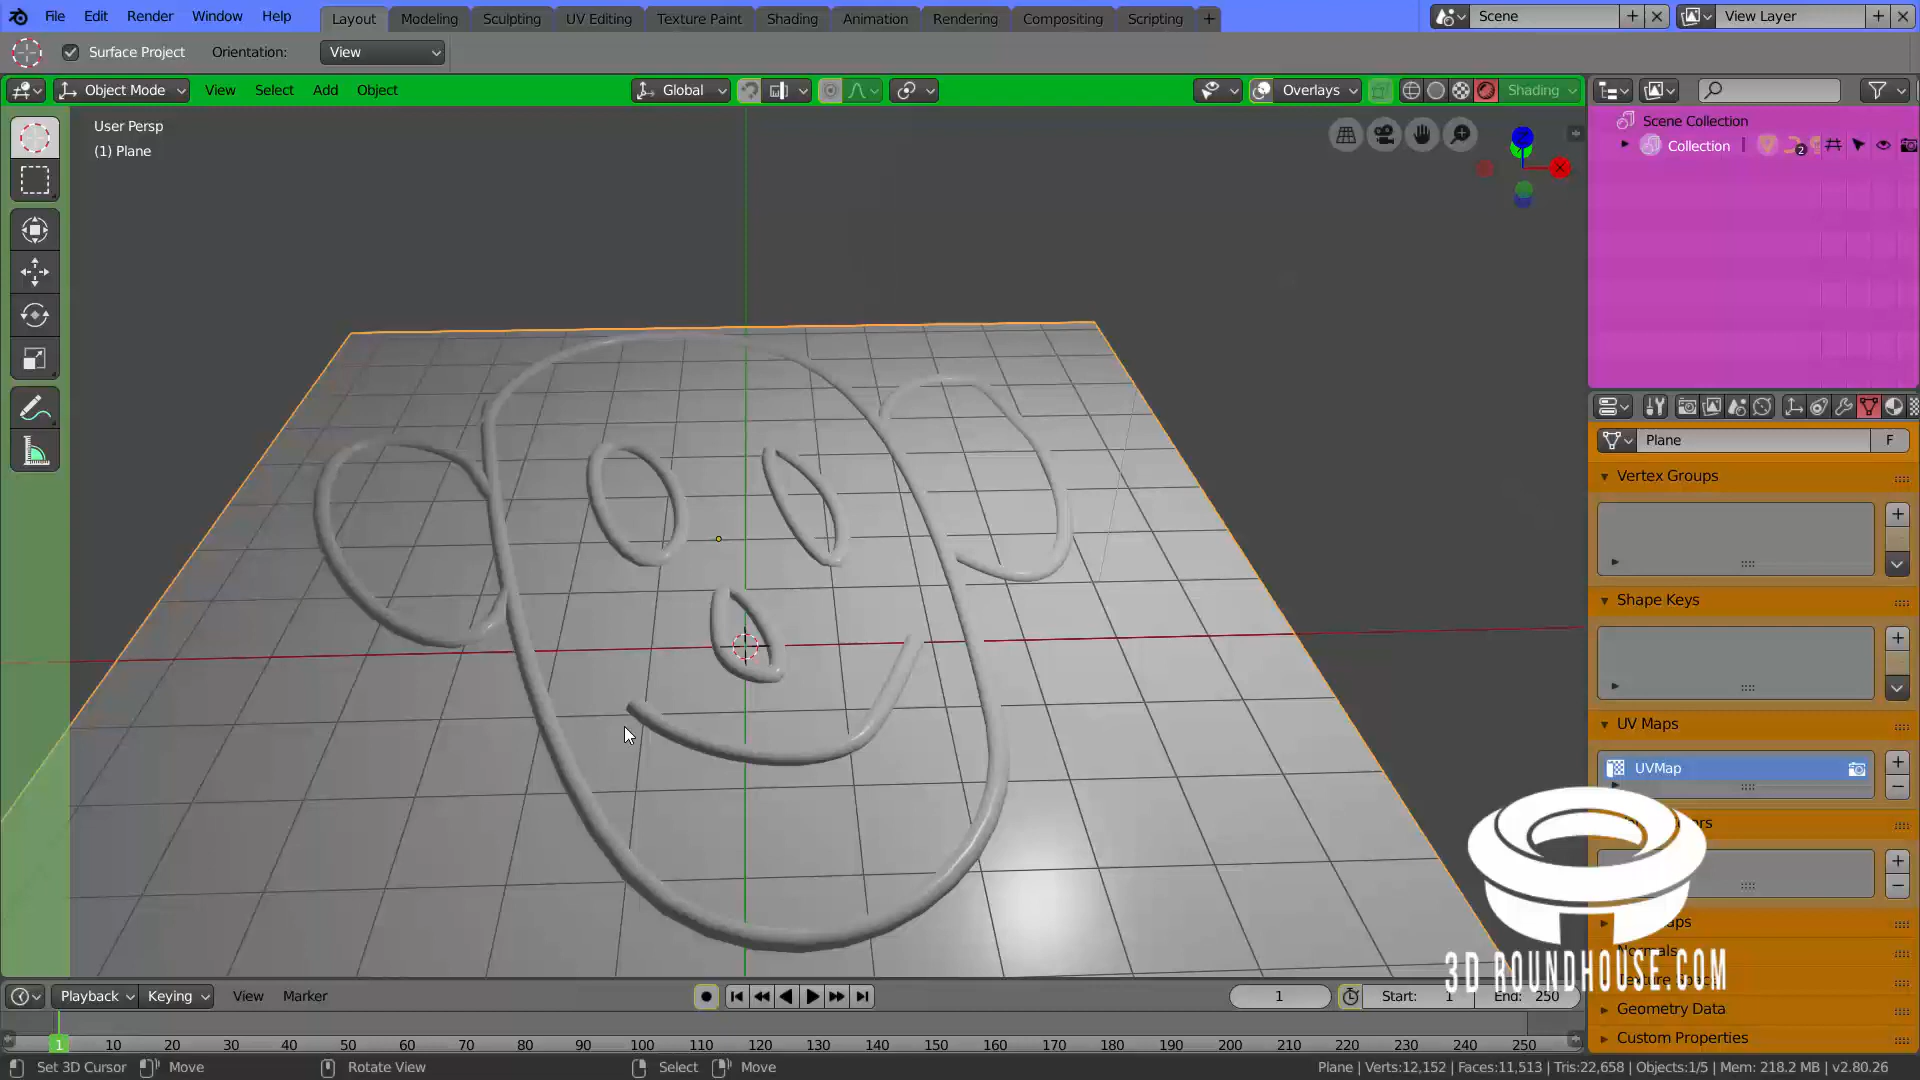 File Edit Render Window Help Layout Modeling Sculpting UV Editing Texture Paint Shading Animation Rendering Compositing Scripting + Scene View Layer
Surface Project Orientation: View
Object Mode View Select Add Object Global Overlays Shading
User Persp
(1) Plane
Z
X
Scene Collection
Collection
2
Plane F
Vertex Groups
Shape Keys
UV Maps
UVMap
Normals
Geometry Data
Custom Properties
3D ROUNDHOUSE.COM
Playback Keying View Marker 1 Start: 1 End: 250
1 10 20 30 40 50 60 70 80 90 100 110 120 130 140 150 160 170 180 190 200 210 220 230 240 250
Set 3D Cursor Move Rotate View Select Move Plane | Verts:12,152 | Faces:11,513 | Tris:22,658 | Objects:1/5 | Mem: 218.2 MB | v2.80.26